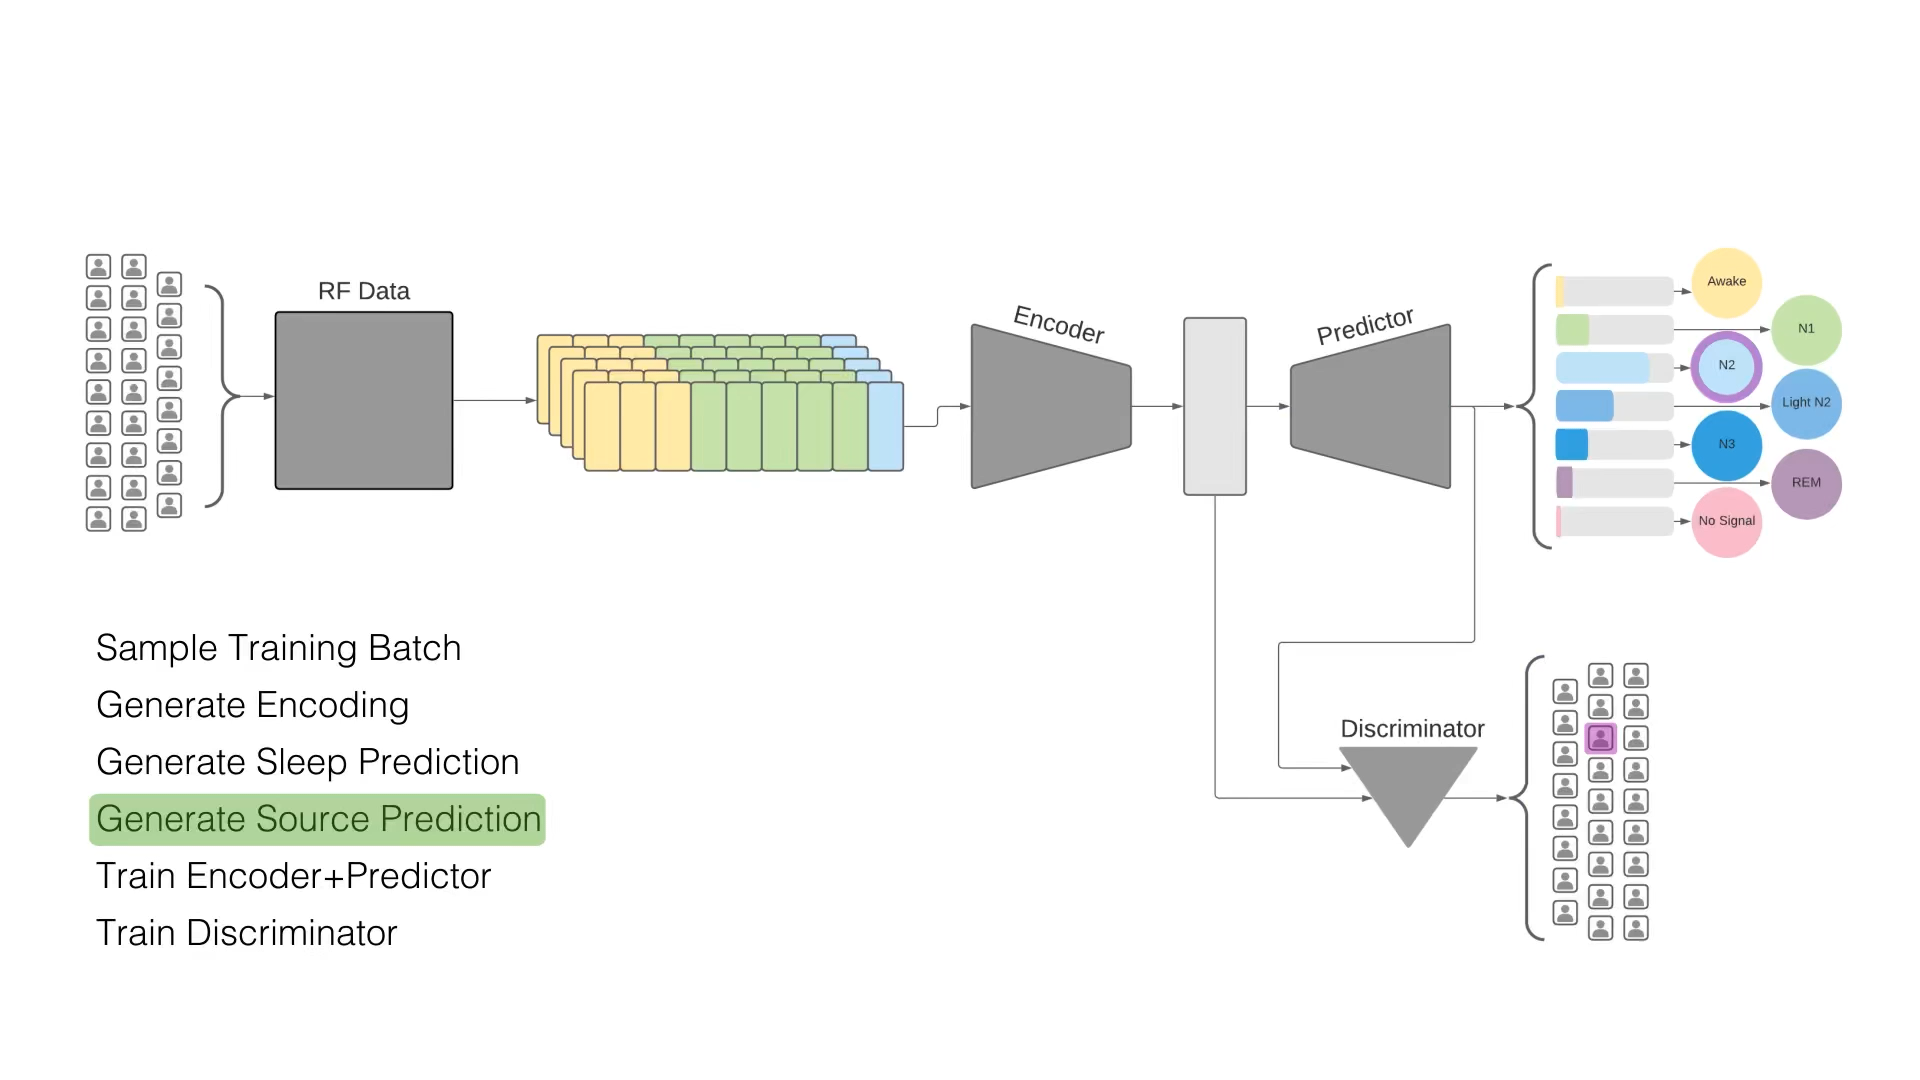 RF Data
Encoder
Predictor
Awake
N1
N2
Light N2
N3
REM
No Signal
Sample Training Batch
Generate Encoding
Generate Sleep Prediction
Generate Source Prediction
Train Encoder+Predictor
Train Discriminator
Discriminator